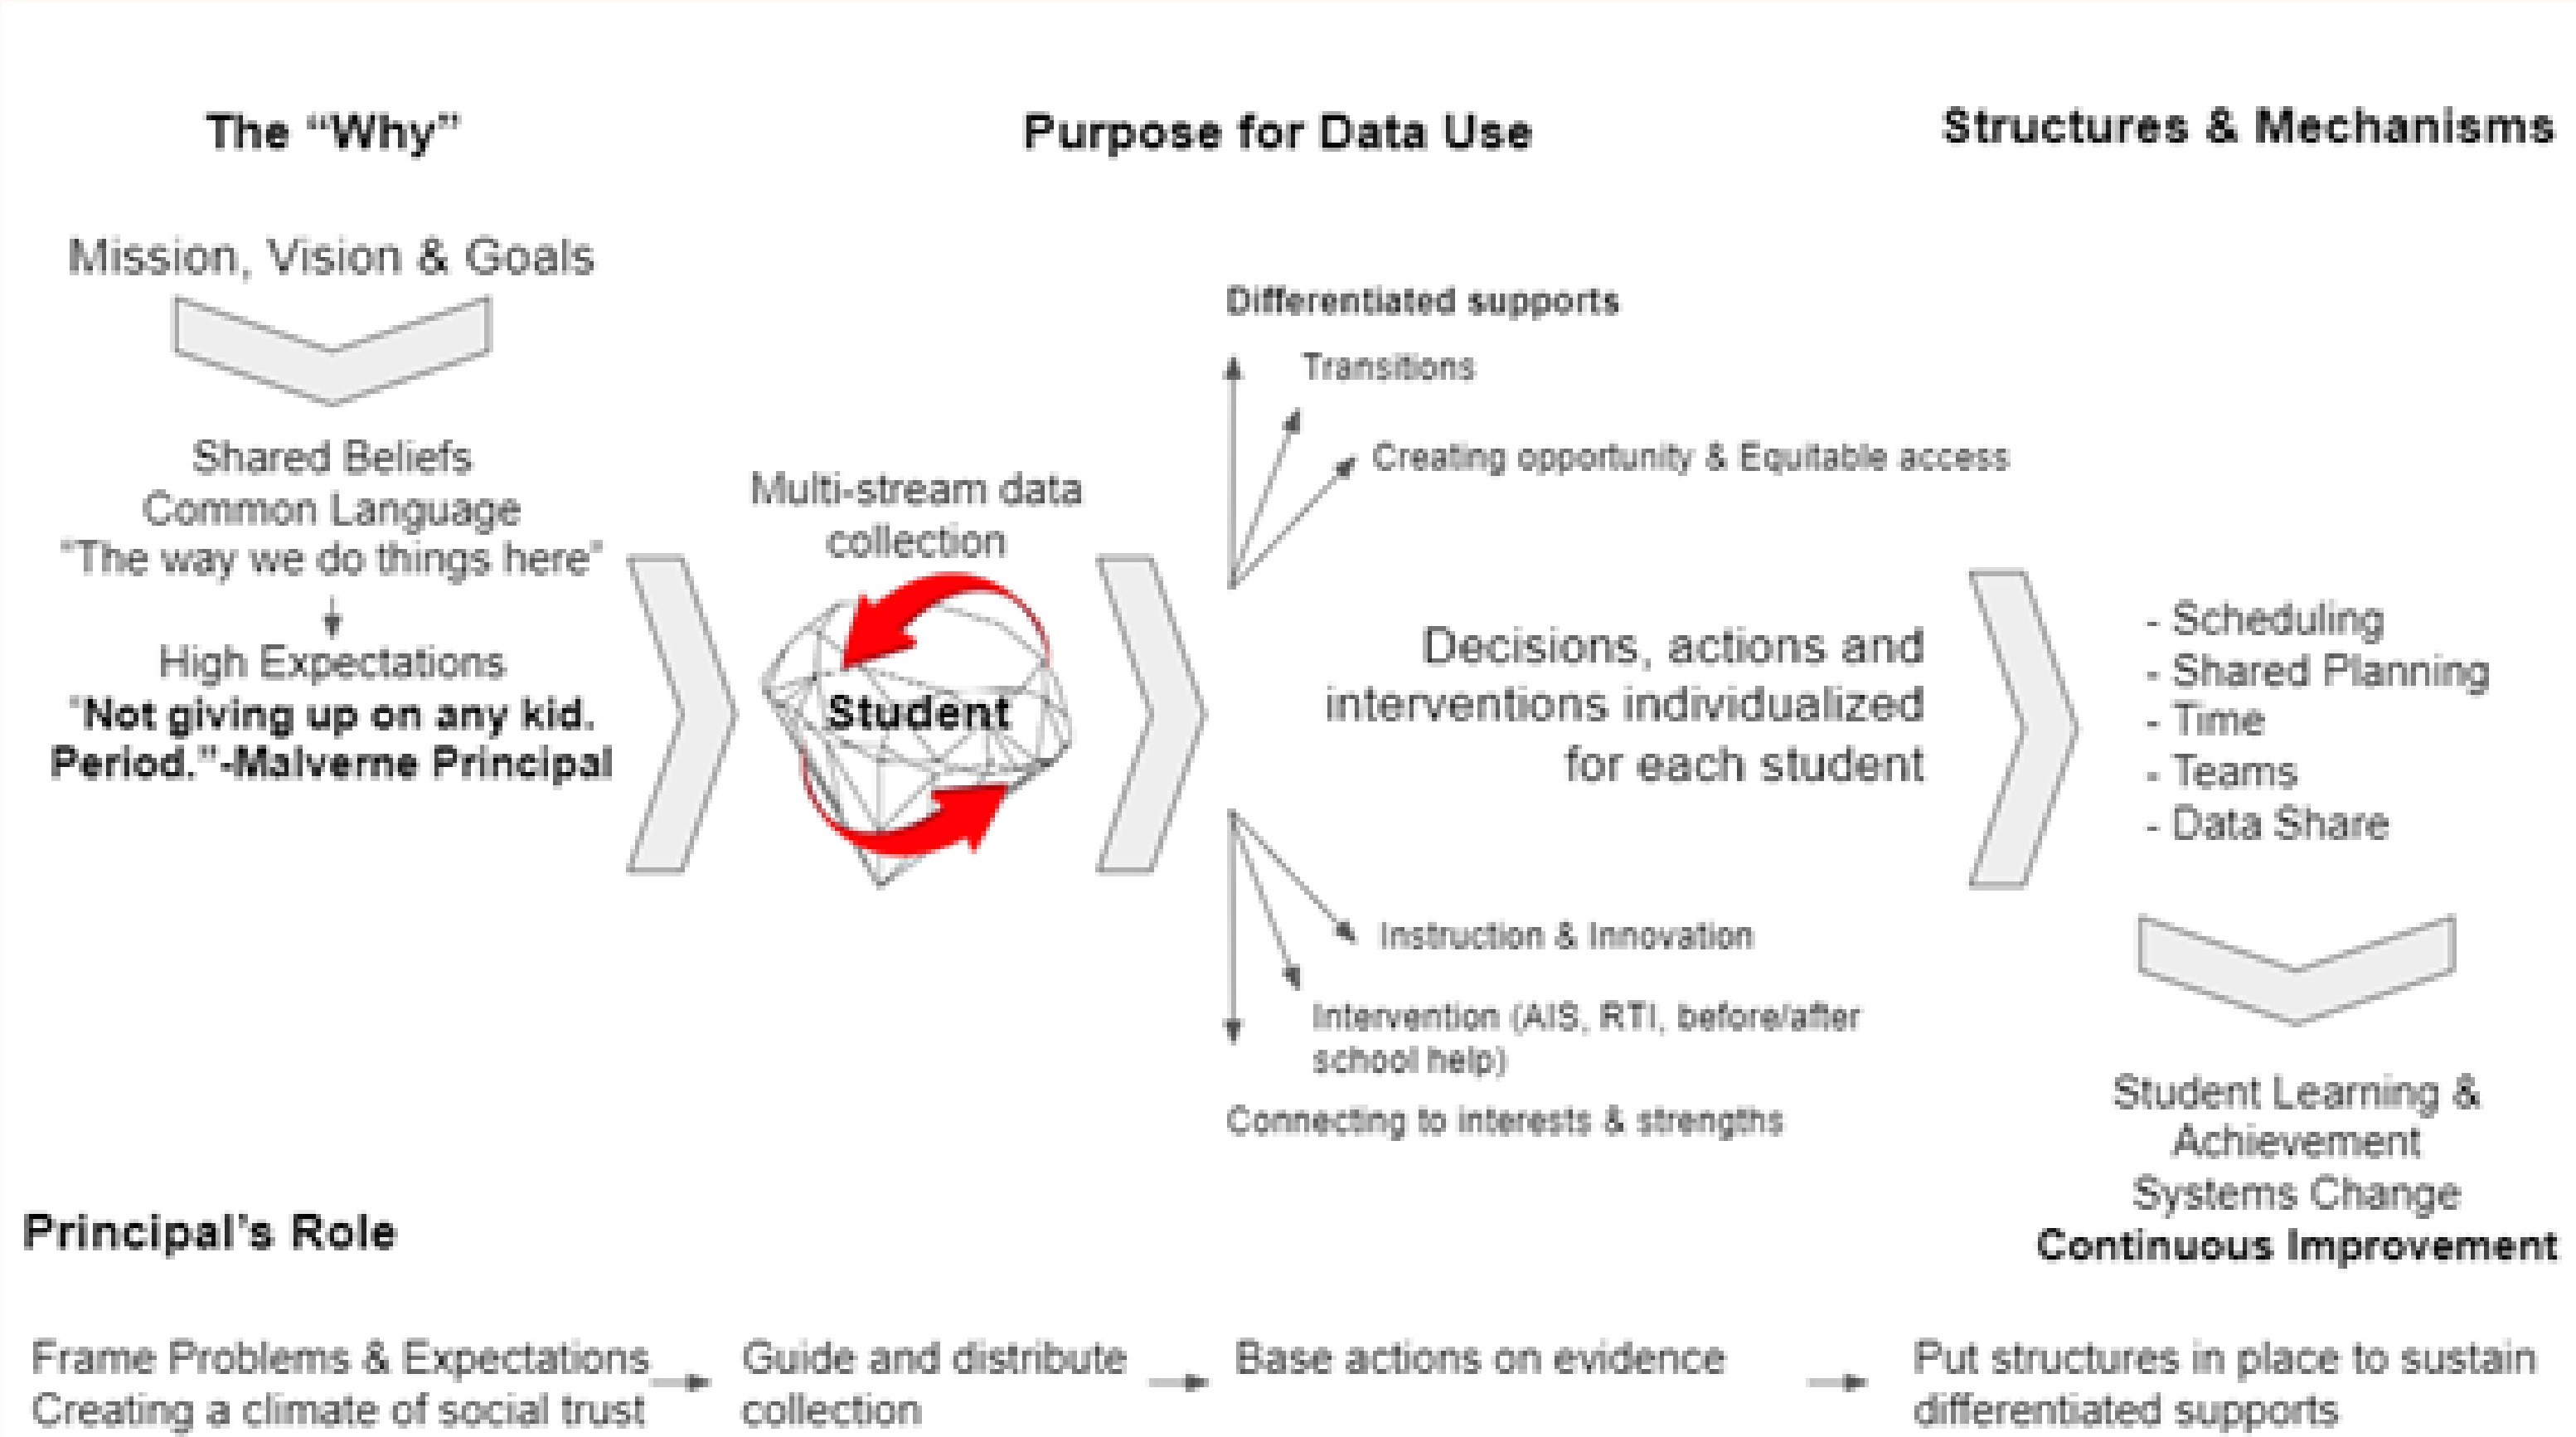 The “Why”
Mission, Vision & Goals
Shared Beliefs
Common Language
“The way we do things here”
High Expectations
“Not giving up on any kid.
Period.”-Malverne Principal
Purpose for Data Use
Multi-stream data
collection
Student
Differentiated supports
Transitions
Creating opportunity & Equitable access
Decisions, actions and
interventions individualized
for each student
Instruction & Innovation
Intervention (AIS, RTI, before/after
school help)
Connecting to interests & strengths
Structures & Mechanisms
- Scheduling
- Shared Planning
- Time
- Teams
- Data Share
Student Learning &
Achievement
Systems Change
Continuous Improvement
Principal’s Role
Frame Problems & Expectations
Creating a climate of social trust
Guide and distribute
collection
Base actions on evidence
Put structures in place to sustain
differentiated supports